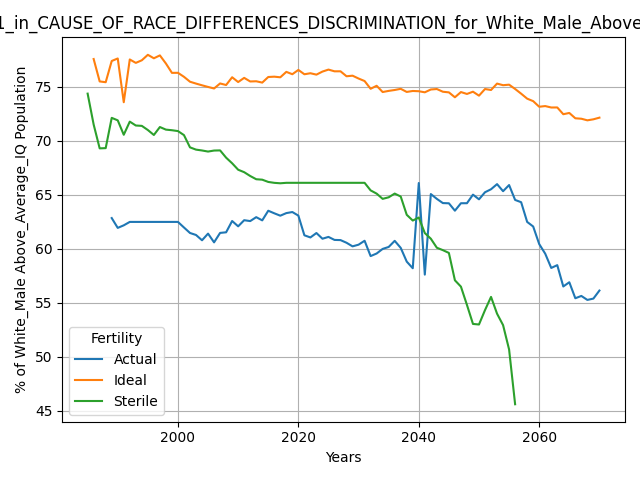 1_in_CAUSE_OF_RACE_DIFFERENCES_DISCRIMINATION_for_White_Male_Above
% of White_Male Above_Average_IQ Population
75
70
65
60
55
50
45
Fertility
Actual
Ideal
Sterile
2000
2020
2040
2060
Years